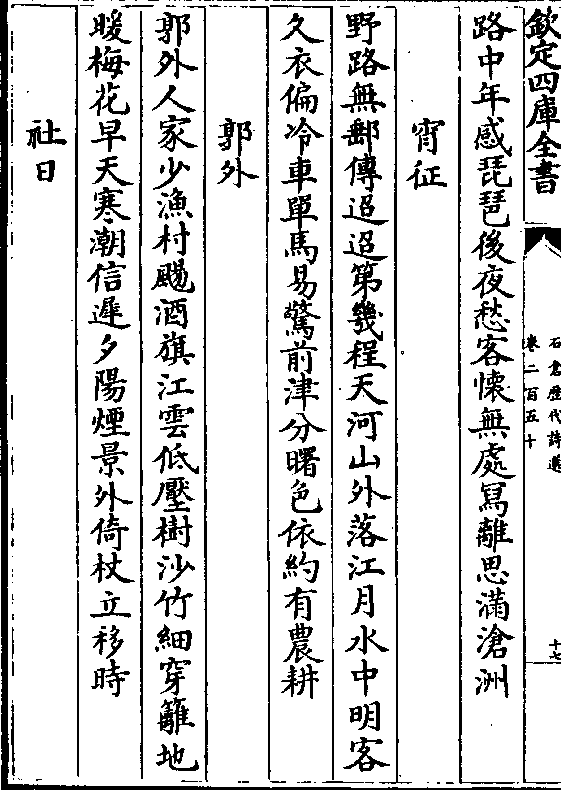 欽定四庫全書
石倉歷代詩選
卷二百五十
十七
路中年感琵琶後夜愁客懷無處冩離思滿滄洲
宵征
野路無郵傳迢迢第幾程天河山外落江月水中明客
久衣偏冷車單馬易驚前津分曙色依約有農耕
郭外
郭外人家少漁村颺酒旗江雲低壓樹沙竹細穿籬地
暖梅花早天寒潮信遲夕陽煙景外倚杖立移時
社日